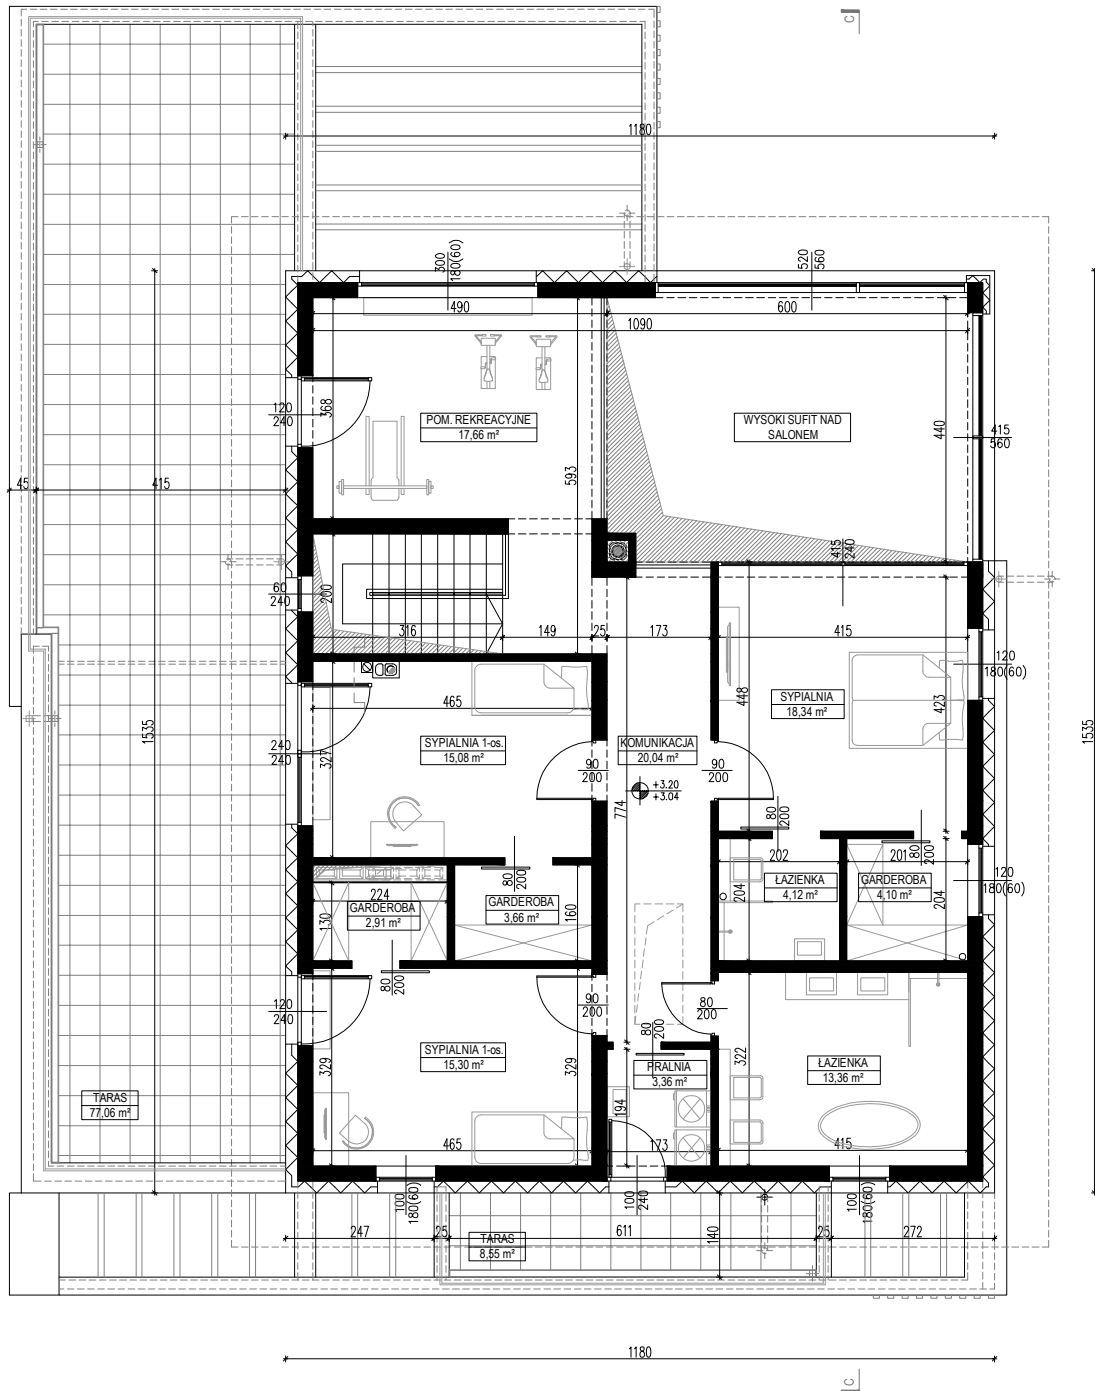 C
1180
300
180(60)
520
560
490
600
1090
120
240
368
POM. REKREACYJNE
17,66 m²
WYSOKI SUFIT NAD
SALONEM
440
415
560
45
415
593
415
240
60
240
200
316
149
25
173
415
120
180(60)
1535
1535
465
448
SYPIALNIA
18,34 m²
423
240
240
327
SYPIALNIA 1-os.
15,08 m²
KOMUNIKACJA
20,04 m²
90
200
90
200
+3.20
+3.04
774
80
200
80
200
202
201
80
200
224
GARDEROBA
2,91 m²
130
GARDEROBA
3,66 m²
160
204
ŁAZIENKA
4,12 m²
GARDEROBA
4,10 m²
204
120
180(60)
80
200
120
240
90
200
80
200
80
200
329
SYPIALNIA 1-os.
15,30 m²
329
322
ŁAZIENKA
13,36 m²
PRALNIA
3,36 m²
194
TARAS
77,06 m²
465
173
415
100
180(60)
100
240
100
180(60)
247
25
TARAS
8,55 m²
611
140
25
272
1180
C